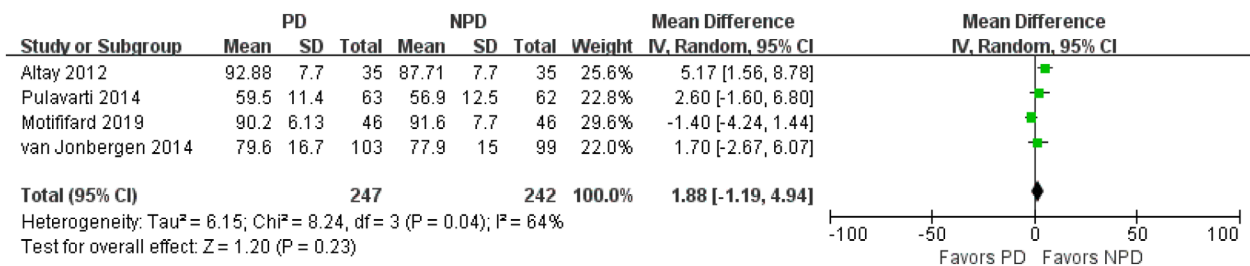 PD NPD Mean Difference Mean Difference
Study or Subgroup Mean SD Total Mean SD Total Weight IV, Random, 95% CI IV, Random, 95% CI
Altay 2012 92.88 7.7 35 87.71 7.7 35 25.6% 5.17 [1.56, 8.78]
Pulavarti 2014 59.5 11.4 63 56.9 12.5 62 22.8% 2.60 [-1.60, 6.80]
Motififard 2019 90.2 6.13 46 91.6 7.7 46 29.6% -1.40 [-4.24, 1.44]
van Jonbergen 2014 79.6 16.7 103 77.9 15 99 22.0% 1.70 [-2.67, 6.07]
Total (95% CI) 247 242 100.0% 1.88 [-1.19, 4.94]
Heterogeneity: Tau² = 6.15; Chi² = 8.24, df = 3 (P = 0.04); I² = 64%
Test for overall effect: Z = 1.20 (P = 0.23)
-100 -50 0 50 100
Favors PD Favors NPD